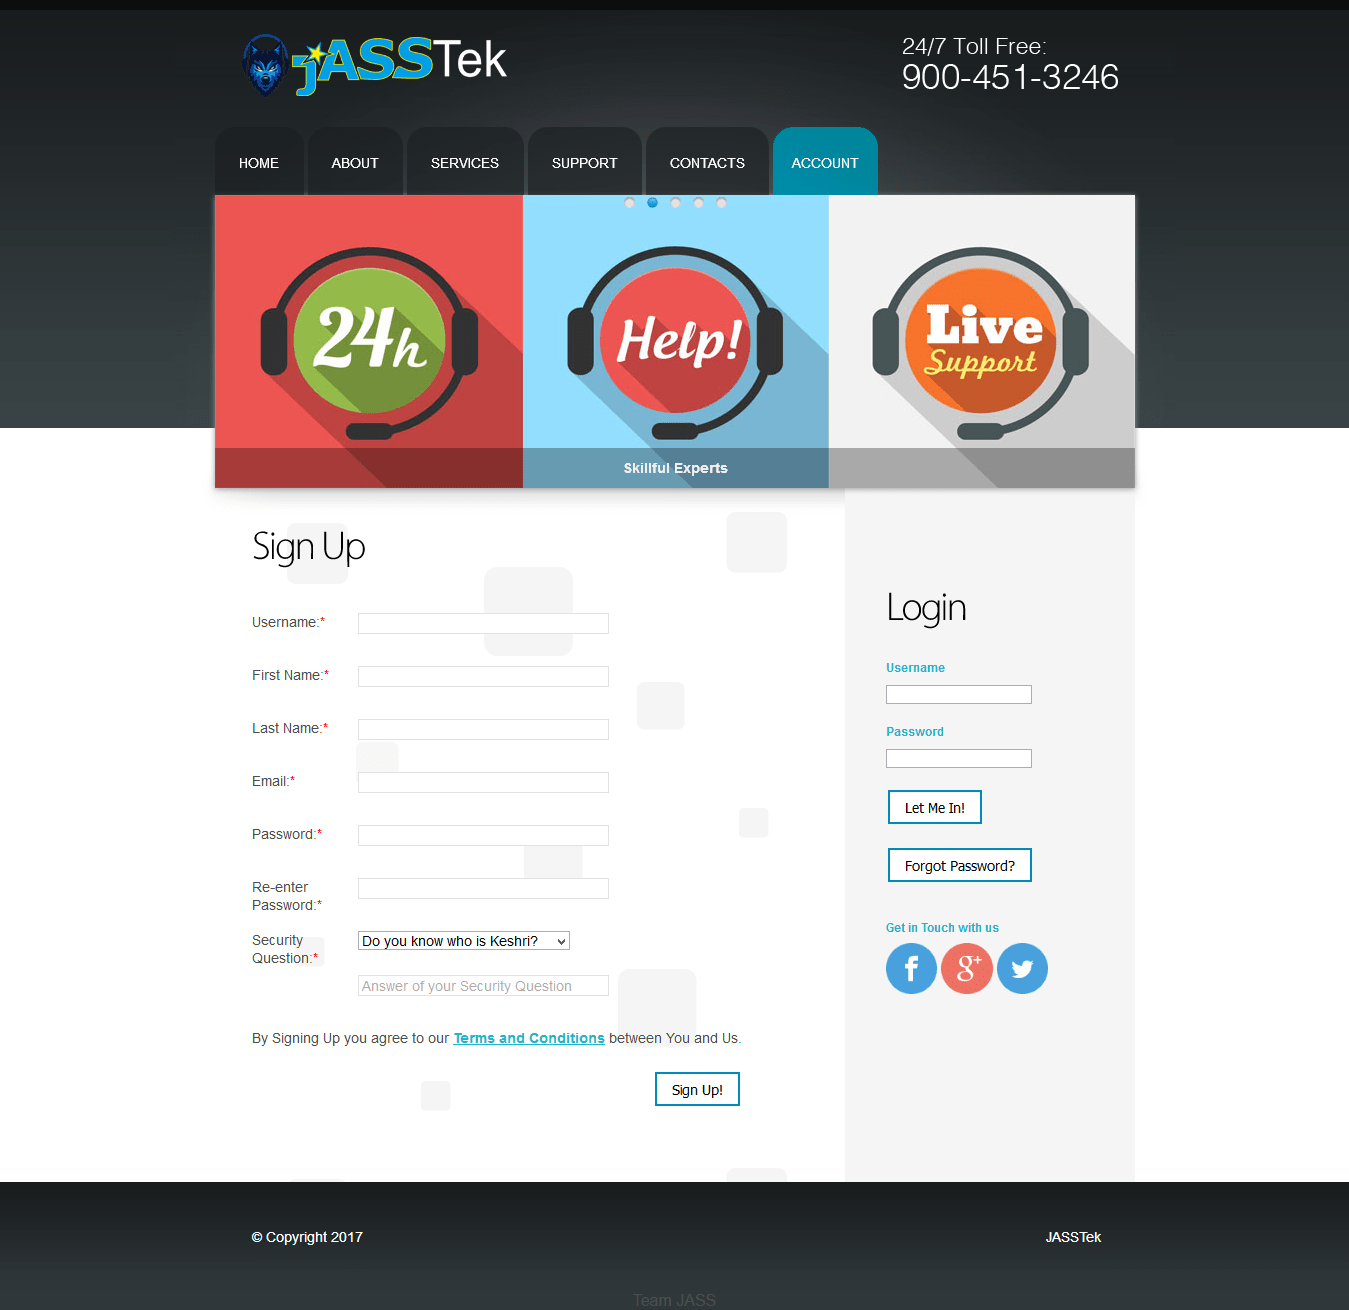 jASSTek
24/7 Toll Free:
900-451-3246
HOME
ABOUT
SERVICES
SUPPORT
CONTACTS
ACCOUNT
24h
Help!
Live
Support
Skillful Experts
Sign Up
Username:*
First Name:*
Last Name:*
Email:*
Password:*
Re-enter
Password:*
Security
Question:*
Do you know who is Keshri?
Answer of your Security Question
By Signing Up you agree to our Terms and Conditions between You and Us.
Sign Up!
Login
Username
Password
Let Me In!
Forgot Password?
Get in Touch with us
f
g+
© Copyright 2017
JASSTek
Team JASS